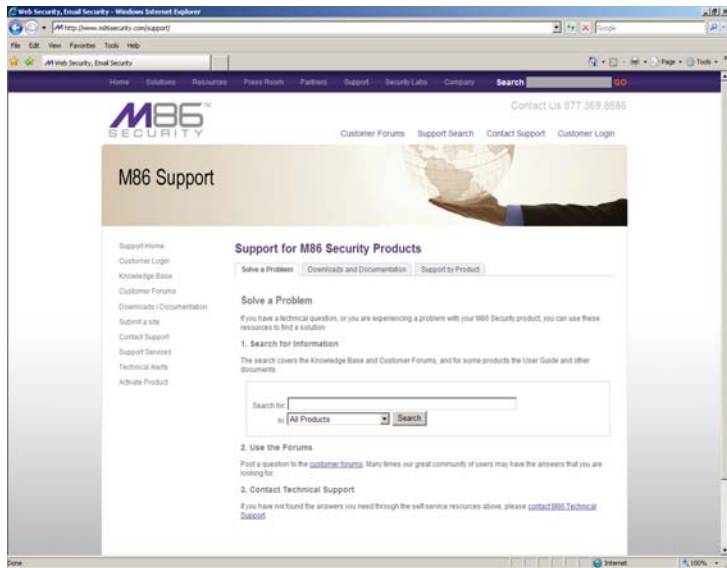 Web Security, Email Security - Windows Internet Explorer
http://www.m86security.com/support/
Google
File Edit View Favorites Tools Help
Web Security, Email Security
Page Tools
Home Solutions Resources Press Room Partners Support Security Labs Company Search GO
M86™
SECURITY
Contact Us 877.369.8686
Customer Forums Support Search Contact Support Customer Login
M86 Support
Support Home
Customer Login
Knowledge Base
Customer Forums
Downloads / Documentation
Submit a site
Contact Support
Support Services
Technical Alerts
Activate Product
Support for M86 Security Products
Solve a Problem Downloads and Documentation Support by Product
Solve a Problem
If you have a technical question, or you are experiencing a problem with your M86 Security product, you can use these
resources to find a solution.
1. Search for Information
The search covers the Knowledge Base and Customer Forums, and for some products the User Guide and other
documents.
Search for:
in: All Products Search
2. Use the Forums
Post a question to the customer forums. Many times our great community of users may have the answers that you are
looking for.
3. Contact Technical Support
If you have not found the answers you need through the self-service resources above, please contact M86 Technical
Support.
Done Internet 100%